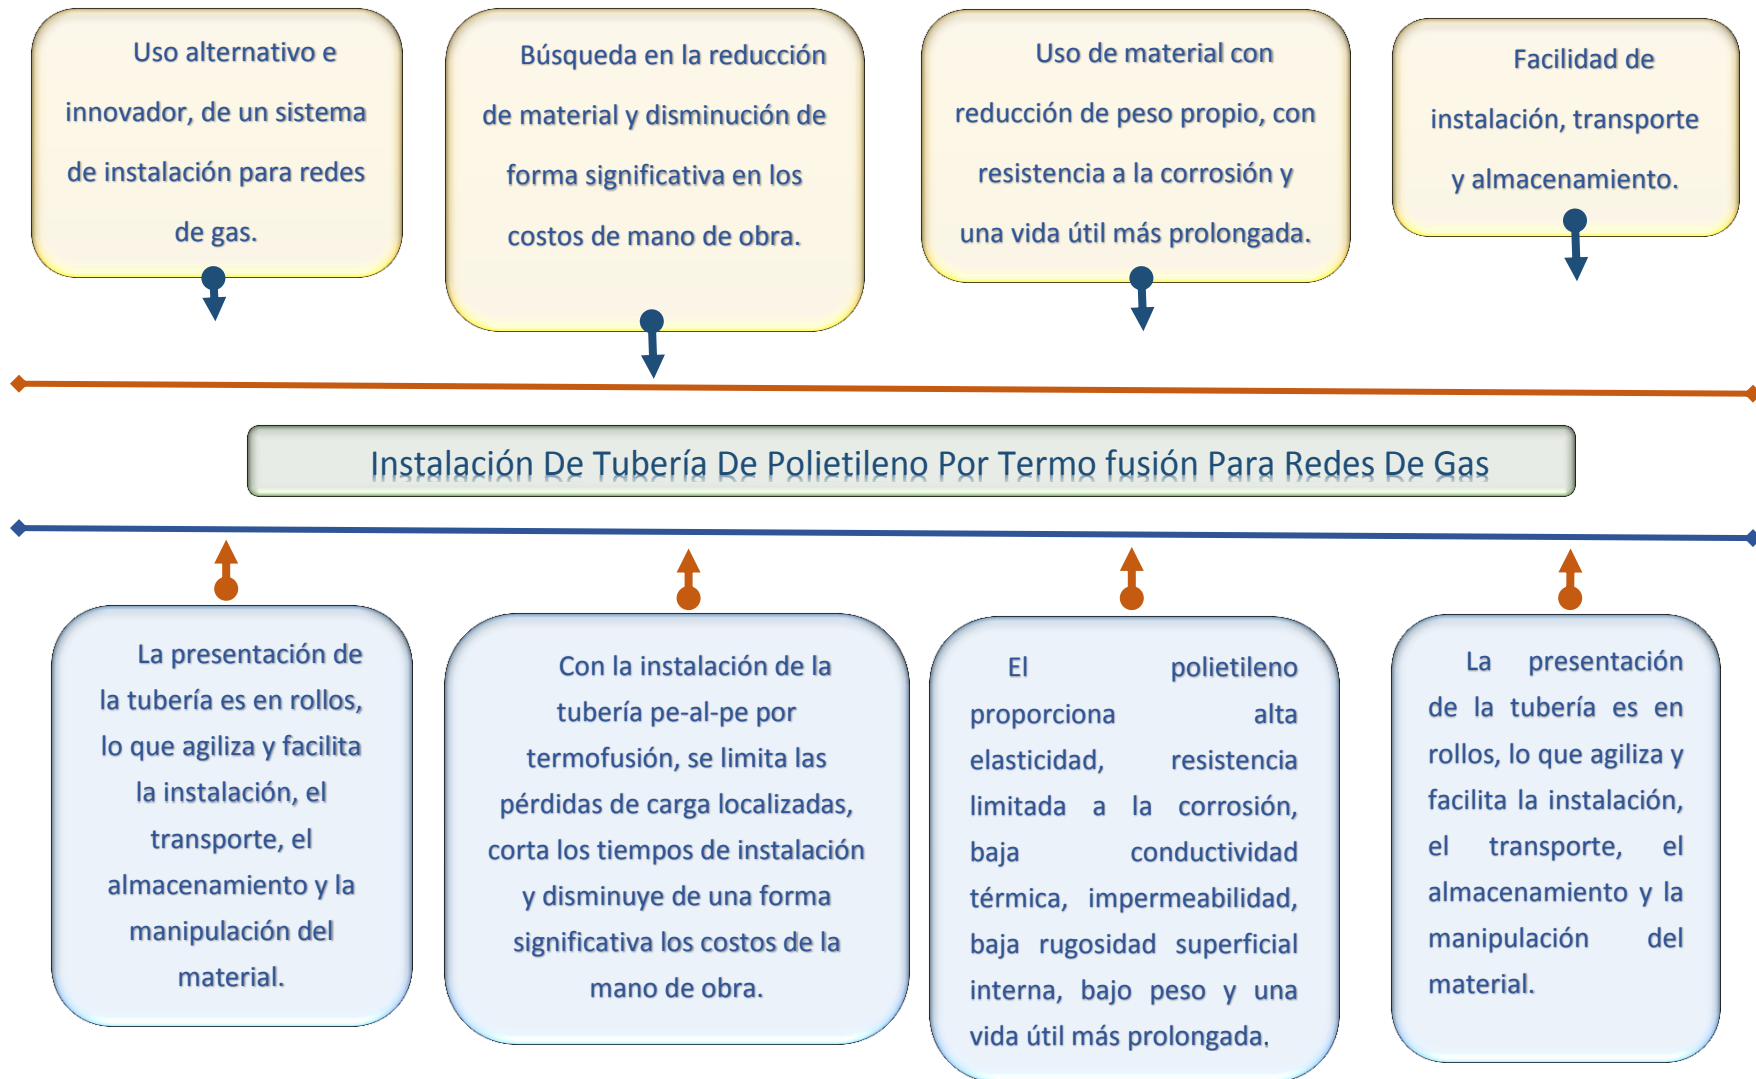 Uso alternativo e
innovador, de un sistema
de instalación para redes
de gas.
Búsqueda en la reducción
de material y disminución de
forma significativa en los
costos de mano de obra.
Uso de material con
reducción de peso propio, con
resistencia a la corrosión y
una vida útil más prolongada.
Facilidad de
instalación, transporte
y almacenamiento.
Instalación De Tubería De Polietileno Por Termo fusión Para Redes De Gas
La presentación de
la tubería es en rollos,
lo que agiliza y facilita
la instalación, el
transporte, el
almacenamiento y la
manipulación del
material.
Con la instalación de la
tubería pe-al-pe por
termofusión, se limita las
pérdidas de carga localizadas,
corta los tiempos de instalación
y disminuye de una forma
significativa los costos de la
mano de obra.
El polietileno
proporciona alta
elasticidad, resistencia
limitada a la corrosión,
baja conductividad
térmica, impermeabilidad,
baja rugosidad superficial
interna, bajo peso y una
vida útil más prolongada.
La presentación
de la tubería es en
rollos, lo que agiliza y
facilita la instalación,
el transporte, el
almacenamiento y la
manipulación del
material.